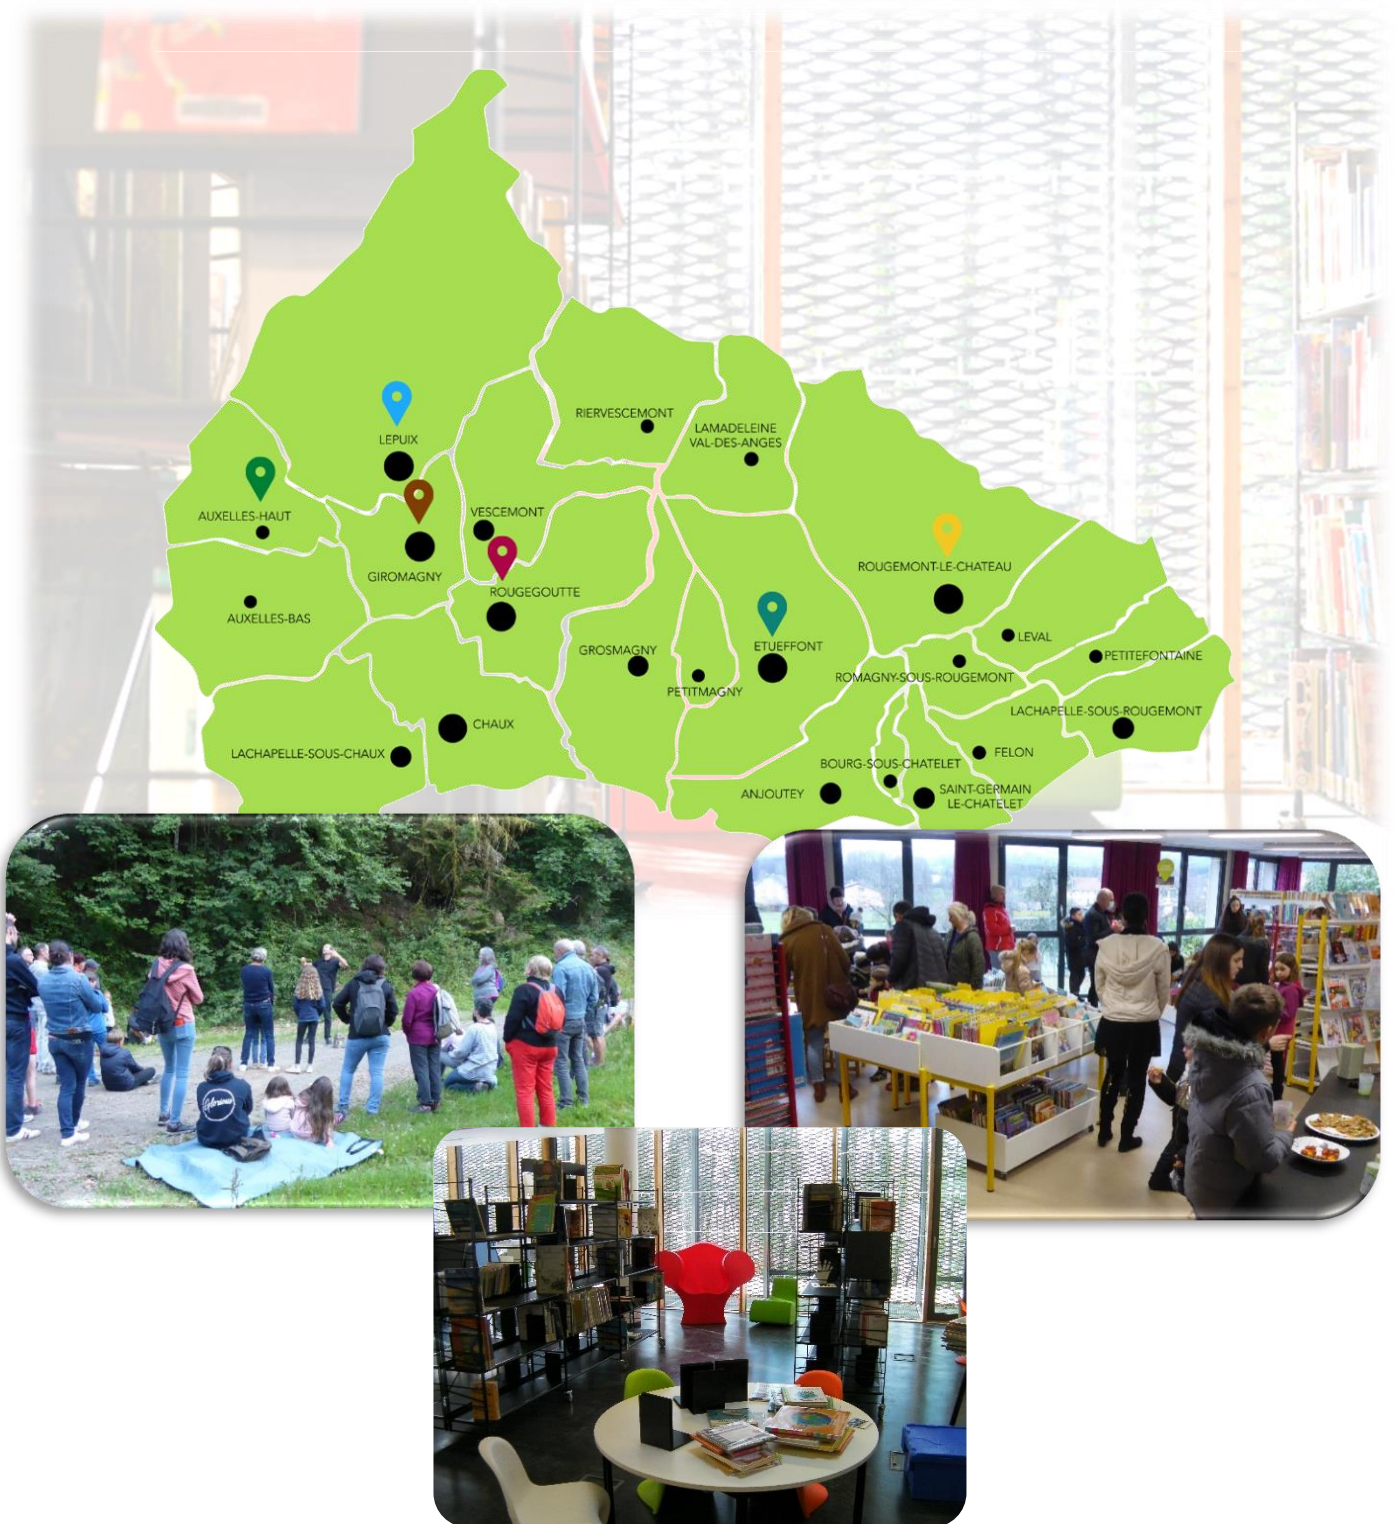 RIERVESCEMONT
LAMADELEINE
VAL-DES-ANGES
LEPUIX
AUXELLES-HAUT
VESCEMONT
ROUGEMONT-LE-CHATEAU
GIROMAGNY
ROUGEGOUTTE
AUXELLES-BAS
LEVAL
GROSMAGNY
ETUEFFONT
PETITEFONTAINE
ROMAGNY-SOUS-ROUGEMONT
PETITMAGNY
LACHAPELLE-SOUS-ROUGEMONT
CHAUX
LACHAPELLE-SOUS-CHAUX
FELON
BOURG-SOUS-CHATELET
ANJOUTEY
SAINT-GERMAIN
LE-CHATELET
Glorious